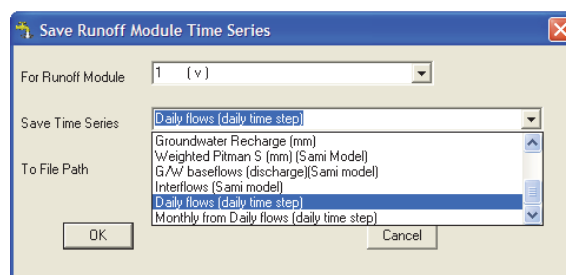 Save Runoff Module Time Series
For Runoff Module
1 (v)
Save Time Series
Daily flows (daily time step)
Groundwater Recharge (mm)
Weighted Pitman S (mm) (Sami Model)
G/W baseflows (discharge)(Sami model)
Interflows (Sami model)
Daily flows (daily time step)
Monthly from Daily flows (daily time step)
To File Path
OK
Cancel